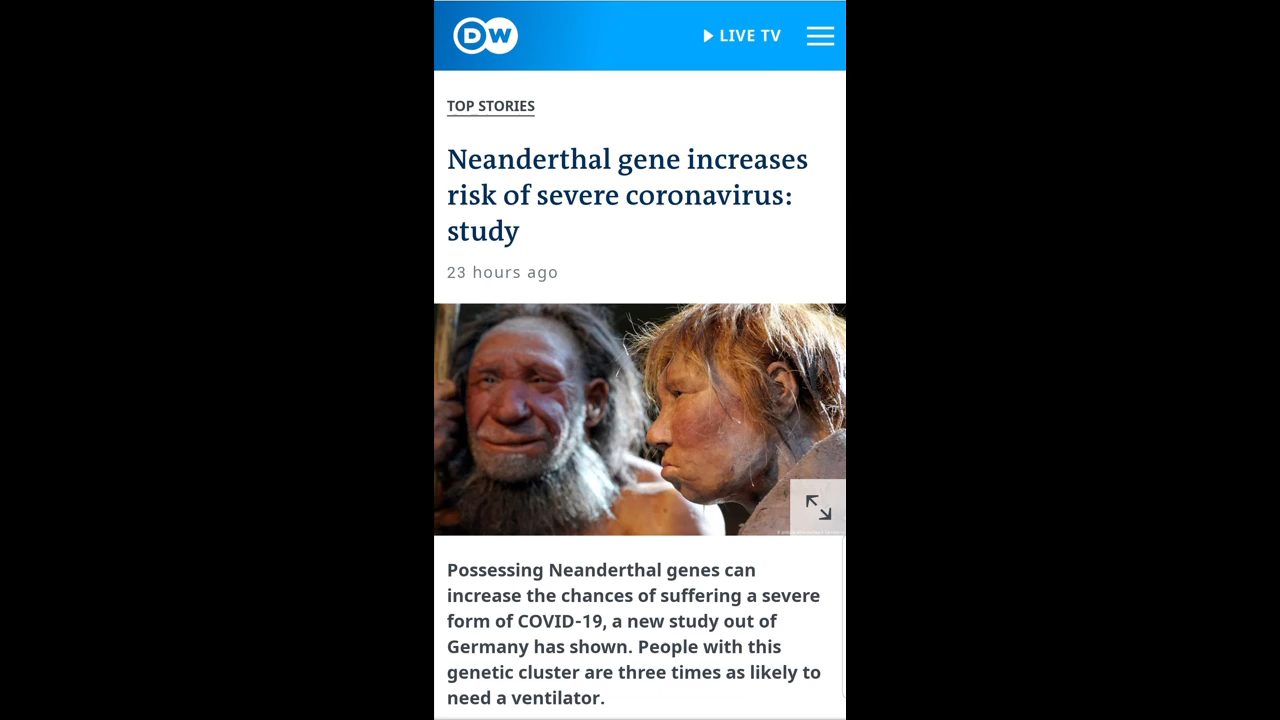 DW
LIVE TV
TOP STORIES
Neanderthal gene increases
risk of severe coronavirus:
study
23 hours ago
Possessing Neanderthal genes can
increase the chances of suffering a severe
form of COVID-19, a new study out of
Germany has shown. People with this
genetic cluster are three times as likely to
need a ventilator.